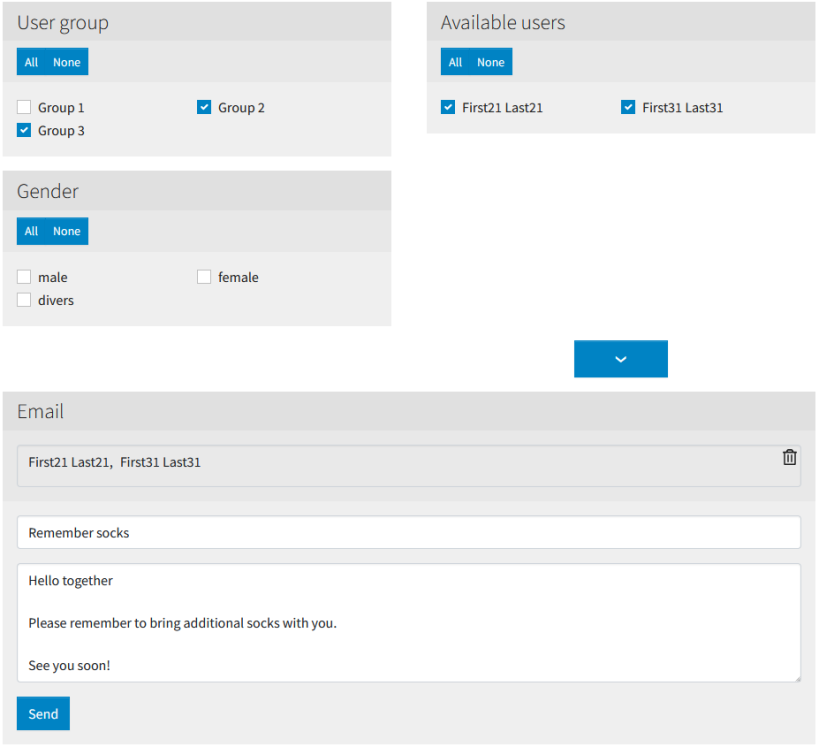 User group
All None
Group 1 Group 2
Group 3
Available users
All None
First21 Last21 First31 Last31
Gender
All None
male female
divers
Email
First21 Last21, First31 Last31
Remember socks
Hello together
Please remember to bring additional socks with you.
See you soon!
Send